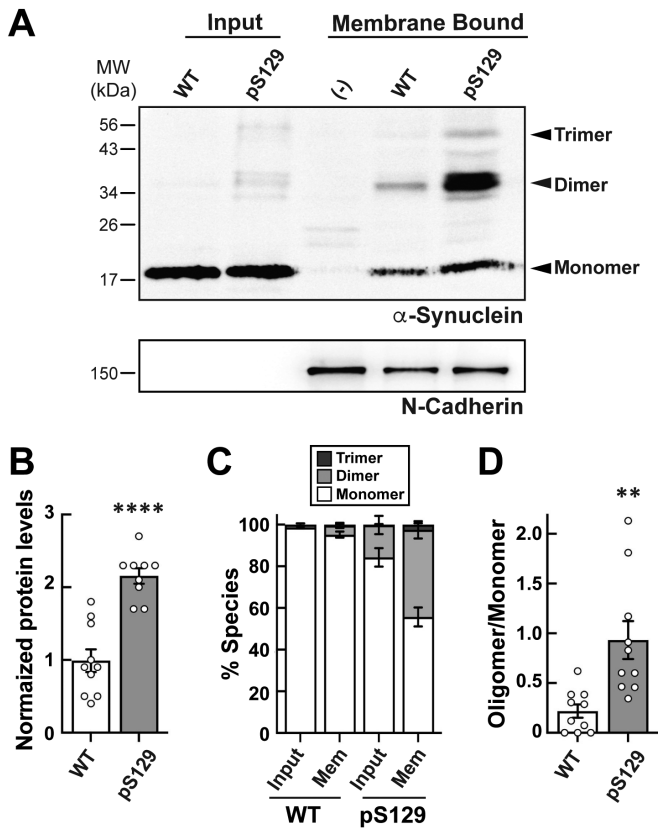 A
Input Membrane Bound
MW
(kDa)
WT pS129 (-) WT pS129
56
43
34
26
17
Trimer
Dimer
Monomer
α-Synuclein
150
N-Cadherin
B
Normaized protein levels
3
2
1
0
****
WT pS129
C
Trimer
Dimer
Monomer
% Species
100
80
60
40
20
0
Input Mem Input Mem
WT pS129
D
Oligomer/Monomer
2.0
1.5
1.0
0.5
0
**
WT pS129